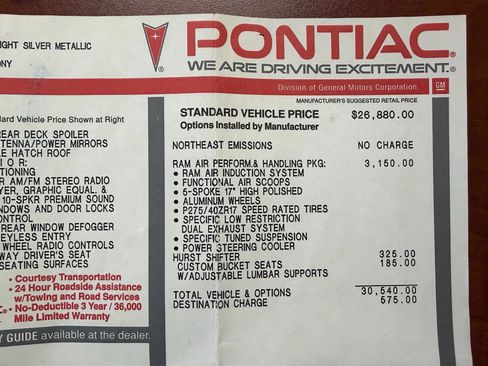 PONTIAC®
WE ARE DRIVING EXCITEMENT.®
Division of General Motors Corporation GM
IGHT SILVER METALLIC
ONY
dard Vehicle Price Shown at Right
REAR DECK SPOILER
TENNA/POWER MIRRORS
LE HATCH ROOF
I O R:
TIONING
R AM/FM STEREO RADIO
YER, GRAPHIC EQUAL. &
10-SPKR PREMIUM SOUND
INDOWS AND DOOR LOCKS
ONTROL
REAR WINDOW DEFOGGER
EYLESS ENTRY
WHEEL RADIO CONTROLS
WAY DRIVER'S SEAT
SEATING SURFACES
• Courtesy Transportation
• 24 Hour Roadside Assistance
w/Towing and Road Services
• No-Deductible 3 Year / 36,000
Mile Limited Warranty
Y GUIDE available at the dealer.
MANUFACTURER'S SUGGESTED RETAIL PRICE
STANDARD VEHICLE PRICE $26,880.00
Options Installed by Manufacturer
NORTHEAST EMISSIONS NO CHARGE
RAM AIR PERFORM.& HANDLING PKG: 3,150.00
• RAM AIR INDUCTION SYSTEM
• FUNCTIONAL AIR SCOOPS
• 5-SPOKE 17" HIGH POLISHED
• ALUMINUM WHEELS
• P275/40ZR17 SPEED RATED TIRES
• SPECIFIC LOW RESTRICTION
DUAL EXHAUST SYSTEM
• SPECIFIC TUNED SUSPENSION
• POWER STEERING COOLER
HURST SHIFTER 325.00
CUSTOM BUCKET SEATS 185.00
W/ADJUSTABLE LUMBAR SUPPORTS
TOTAL VEHICLE & OPTIONS 30,540.00
DESTINATION CHARGE 575.00